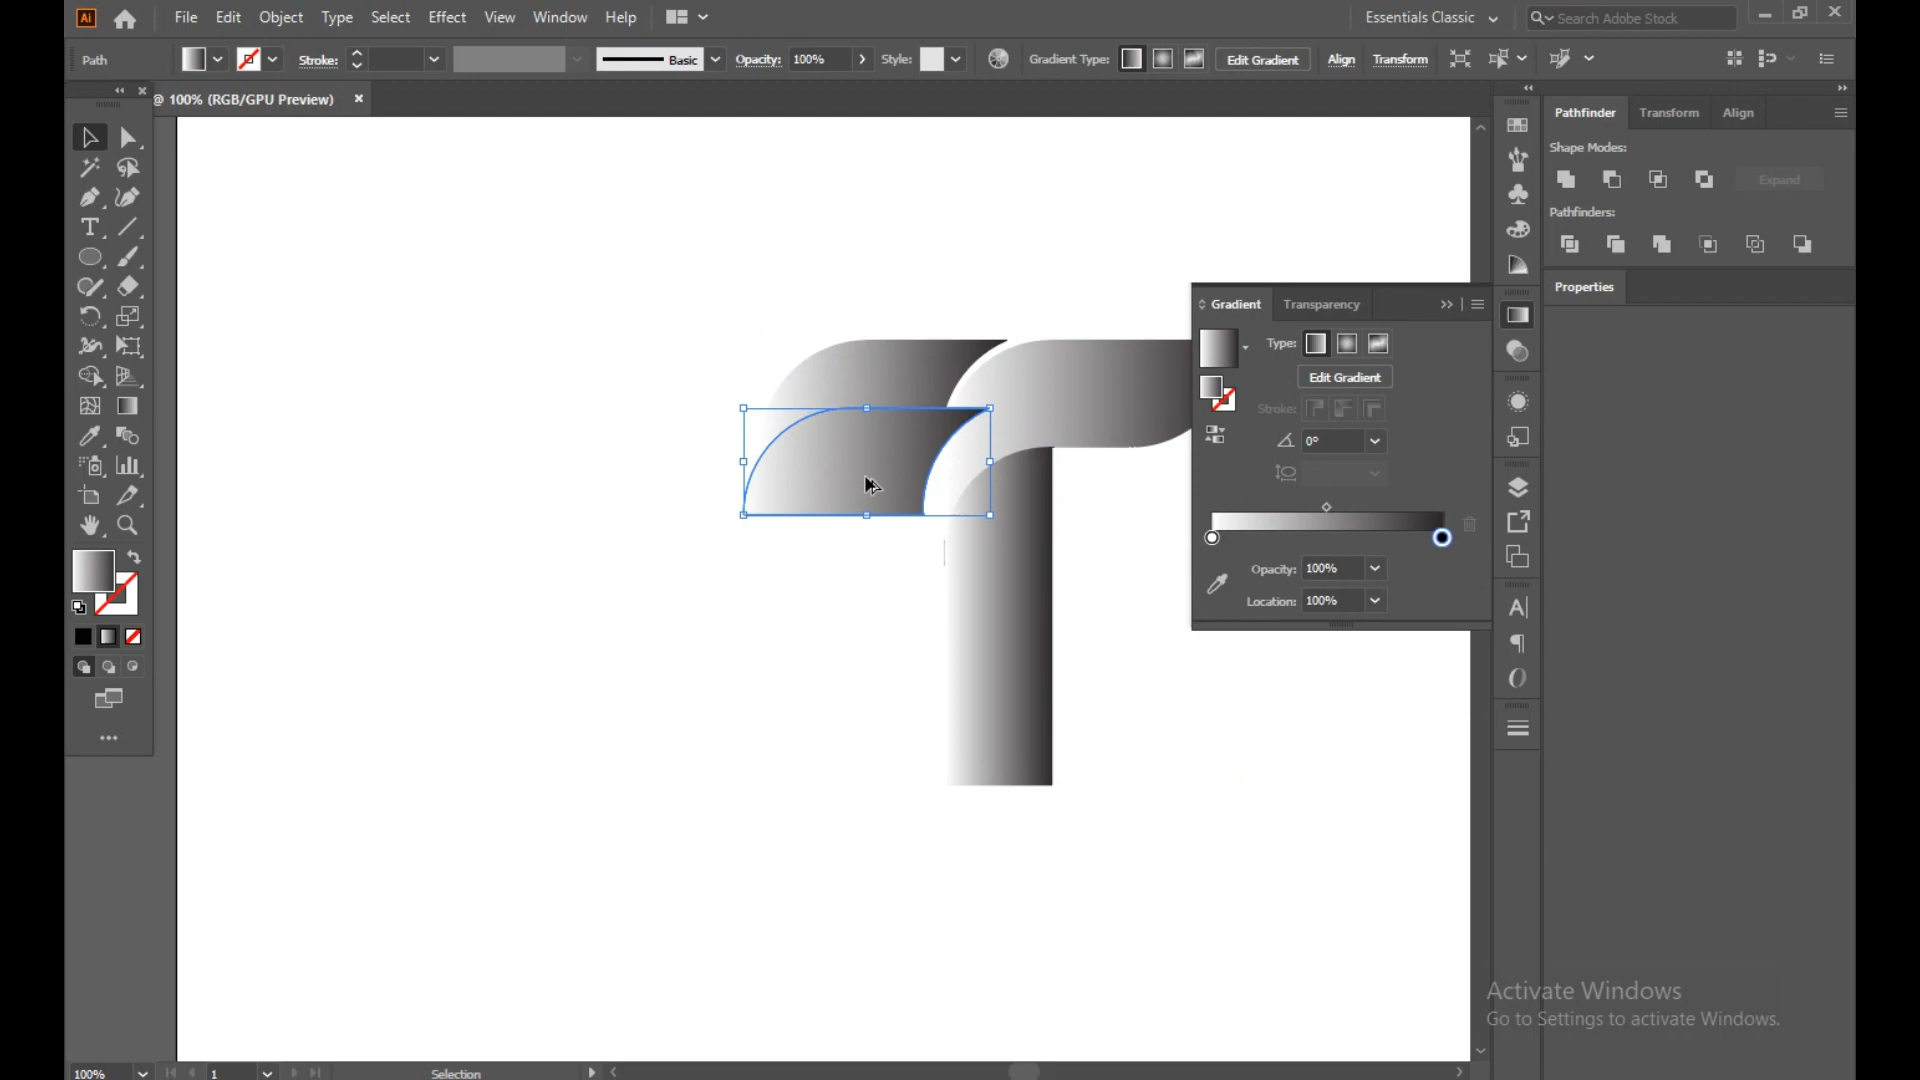 Ai File Edit Object Type Select Effect View Window Help Essentials Classic Search Adobe Stock
Path Stroke: Basic Opacity: 100% Style: Gradient Type: Edit Gradient Align Transform
@ 100% (RGB/GPU Preview)
Pathfinder Transform Align
Shape Modes:
Expand
Pathfinders:
Properties
Gradient Transparency
Type:
Edit Gradient
Stroke:
0°
Opacity: 100%
Location: 100%
Activate Windows
Go to Settings to activate Windows.
100% 1 Selection